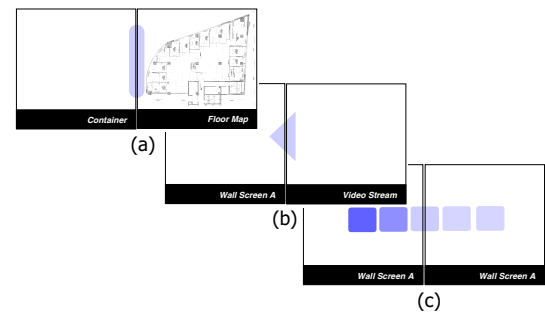 Container
Floor Map
(a)
Wall Screen A
Video Stream
(b)
Wall Screen A
Wall Screen A
(c)